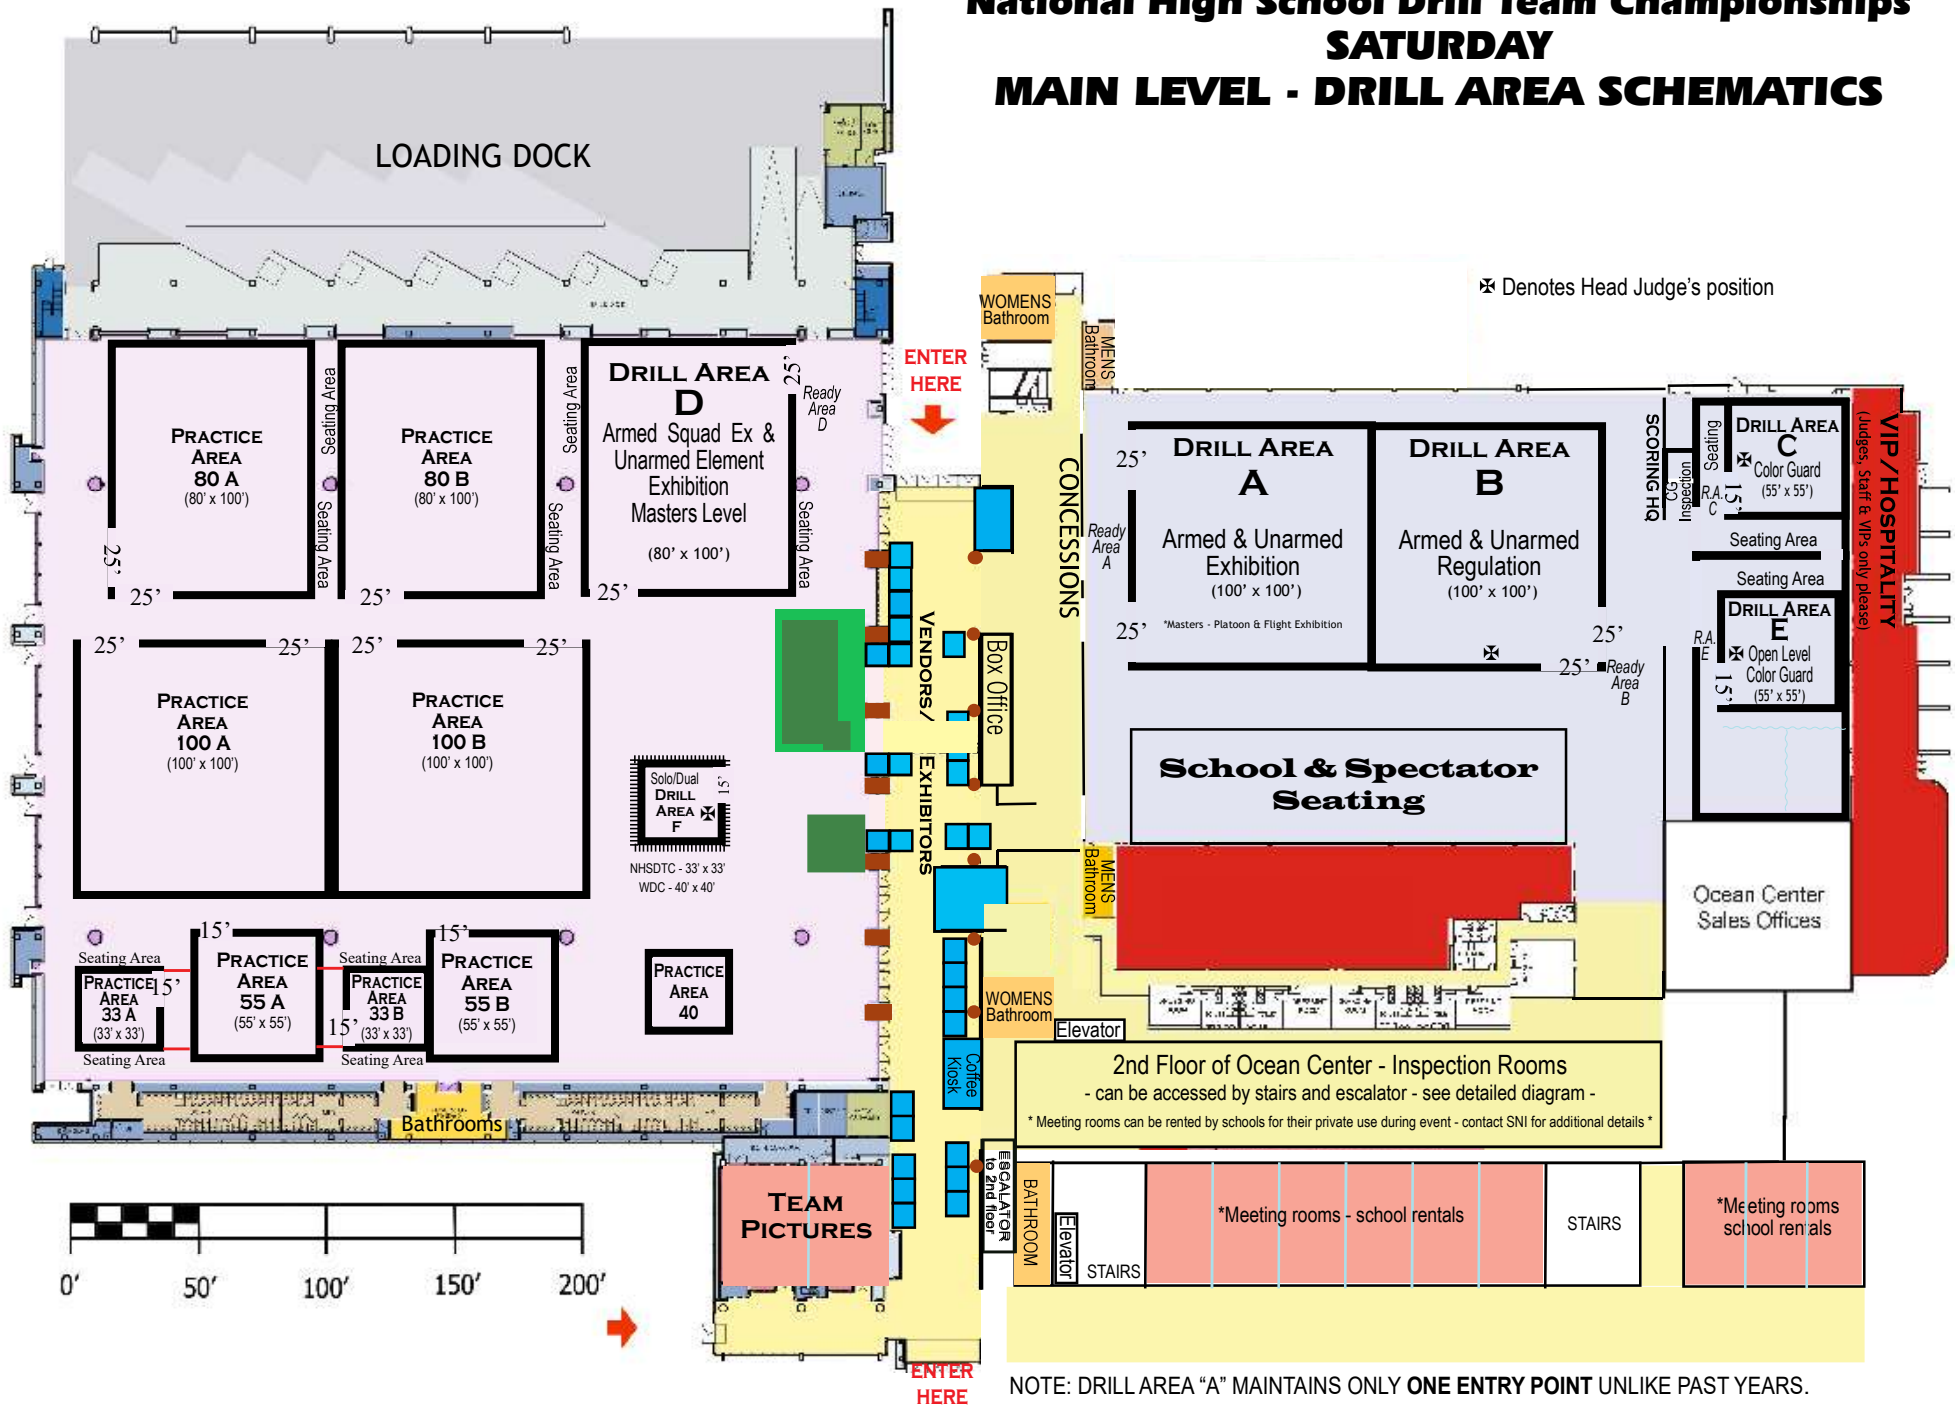 National High School Drill Team Championships
SATURDAY
MAIN LEVEL - DRILL AREA SCHEMATICS
LOADING DOCK
✠ Denotes Head Judge's position
WOMENS
Bathroom
MENS
Bathroom
ENTER
HERE
PRACTICE
AREA
80 A
(80' x 100')
25'
25'
Seating Area
Seating Area
PRACTICE
AREA
80 B
(80' x 100')
25'
Seating Area
Seating Area
DRILL AREA
D
Armed Squad Ex &
Unarmed Element
Exhibition
Masters Level
(80' x 100')
25'
25'
Ready
Area
D
Seating Area
CONCESSIONS
25'
Ready
Area
A
25'
DRILL AREA
A
Armed & Unarmed
Exhibition
(100' x 100')
*Masters - Platoon & Flight Exhibition
DRILL AREA
B
Armed & Unarmed
Regulation
(100' x 100')
✠
25'
25'
Ready
Area
B
SCORING HQ
CG
Inspection
Seating
R.A.
C
15'
DRILL AREA
C
✠
Color Guard
(55' x 55')
Seating Area
Seating Area
DRILL AREA
E
✠ Open Level
Color Guard
(55' x 55')
R.A.
E
15'
VIP/HOSPITALITY
(Judges, Staff & VIPs only please)
25'
25'
PRACTICE
AREA
100 A
(100' x 100')
25'
25'
PRACTICE
AREA
100 B
(100' x 100')
Solo/Dual
DRILL
AREA ✠
F
15'
NHSDTC - 33' x 33'
WDC - 40' x 40'
VENDORS/
EXHIBITORS
Box Office
School & Spectator
Seating
MENS
Bathroom
Ocean Center
Sales Offices
Seating Area
PRACTICE
AREA
33 A
(33' x 33')
15'
Seating Area
15'
PRACTICE
AREA
55 A
(55' x 55')
Seating Area
PRACTICE
AREA
33 B
(33' x 33')
15'
Seating Area
15'
PRACTICE
AREA
55 B
(55' x 55')
PRACTICE
AREA
40
WOMENS
Bathroom
Elevator
Coffee
Kiosk
2nd Floor of Ocean Center - Inspection Rooms
- can be accessed by stairs and escalator - see detailed diagram -
* Meeting rooms can be rented by schools for their private use during event - contact SNI for additional details *
Bathrooms
TEAM
PICTURES
ESCALATOR
to 2nd floor
BATHROOM
Elevator
STAIRS
*Meeting rooms - school rentals
STAIRS
*Meeting rooms
school rentals
0' 50' 100' 150' 200'
ENTER
HERE
NOTE: DRILL AREA "A" MAINTAINS ONLY ONE ENTRY POINT UNLIKE PAST YEARS.